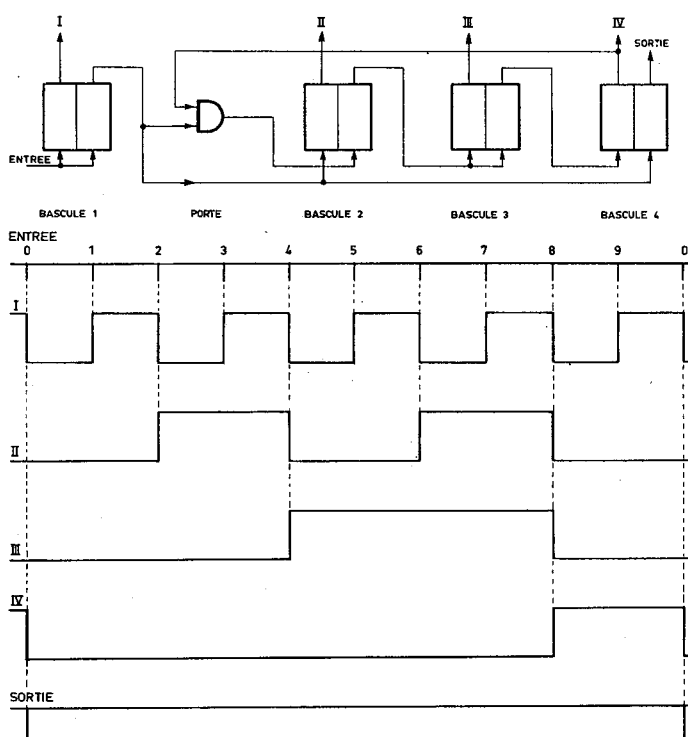 I II III IV
SORTIE
ENTREE
BASCULE 1 PORTE BASCULE 2 BASCULE 3 BASCULE 4
ENTREE
0 1 2 3 4 5 6 7 8 9 0
I
II
III
IV
SORTIE